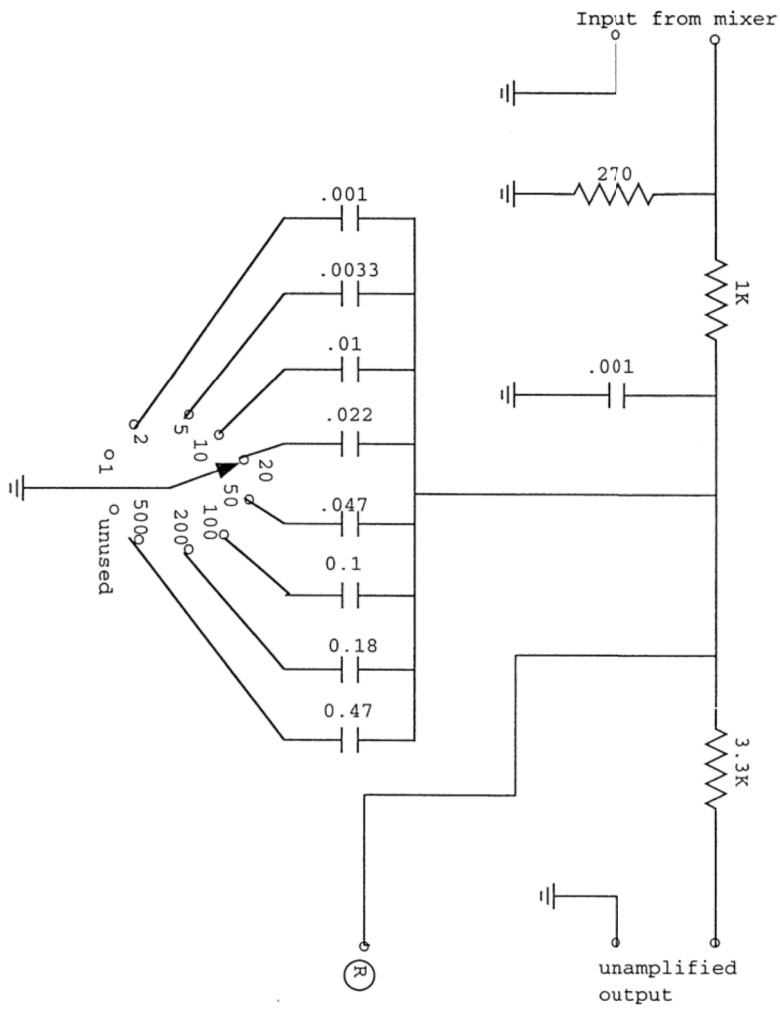 Input from mixer
270
1K
.001
.001
.0033
.01
.022
.047
0.1
0.18
0.47
1
2
5
10
20
50
100
200
500
unused
3.3K
R
unamplified
output